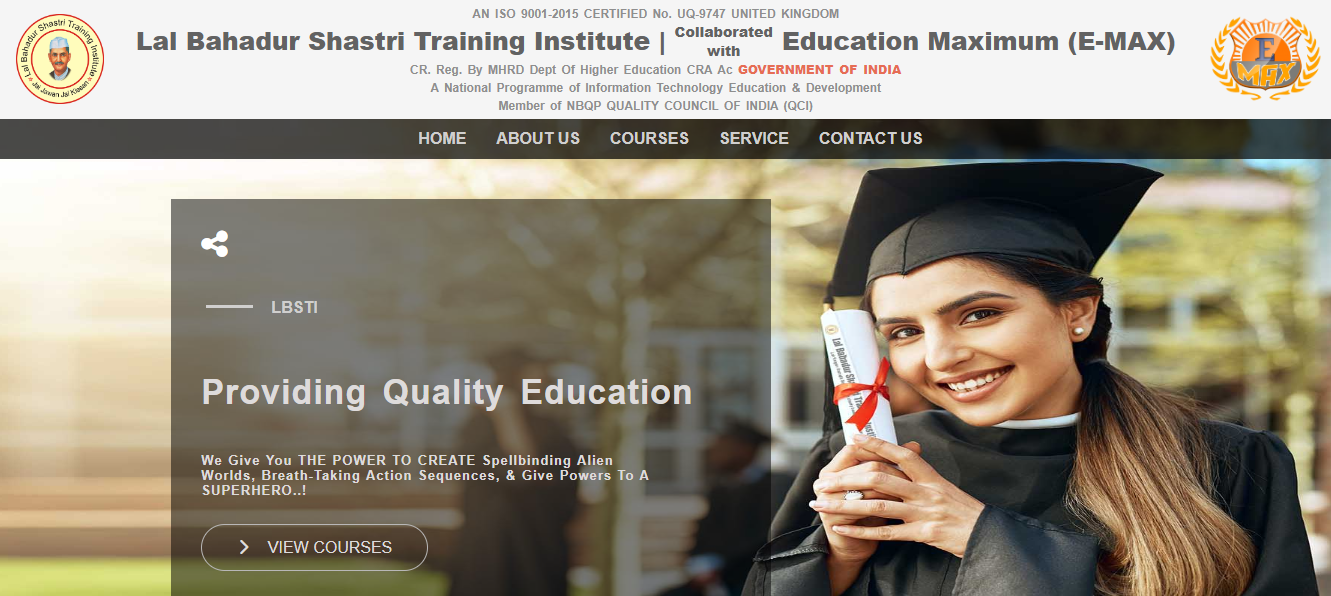 AN ISO 9001-2015 CERTIFIED No. UQ-9747 UNITED KINGDOM
Lal Bahadur Shastri Training Institute | Collaborated with Education Maximum (E-MAX)
CR. Reg. By MHRD Dept Of Higher Education CRA Ac GOVERNMENT OF INDIA
A National Programme of Information Technology Education & Development
Member of NBQP QUALITY COUNCIL OF INDIA (QCI)
Lal Bahadur Shastri Training Institute
Jai Jawan Jai Kissan
E
MAX
HOME ABOUT US COURSES SERVICE CONTACT US
LBSTI
Providing Quality Education
We Give You THE POWER TO CREATE Spellbinding Alien
Worlds, Breath-Taking Action Sequences, & Give Powers To A
SUPERHERO..!
VIEW COURSES
Lal Bahadur